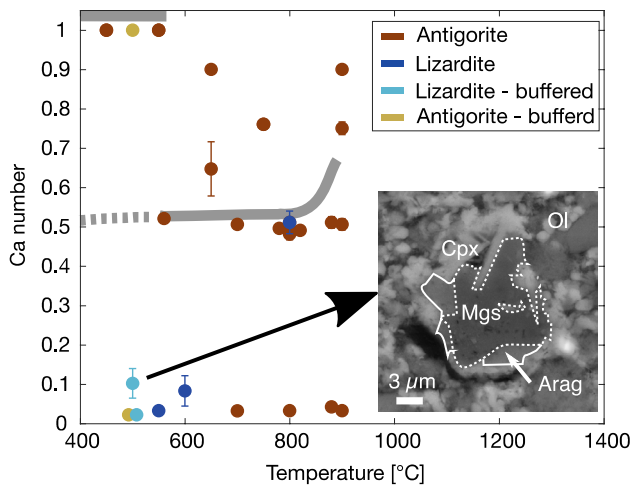 Ca number
1
0.9
0.8
0.7
0.6
0.5
0.4
0.3
0.2
0.1
0
400
600
800
1000
1200
1400
Temperature [°C]
Antigorite
Lizardite
Lizardite - buffered
Antigorite - bufferd
Ol
Cpx
Mgs
Arag
3 µm